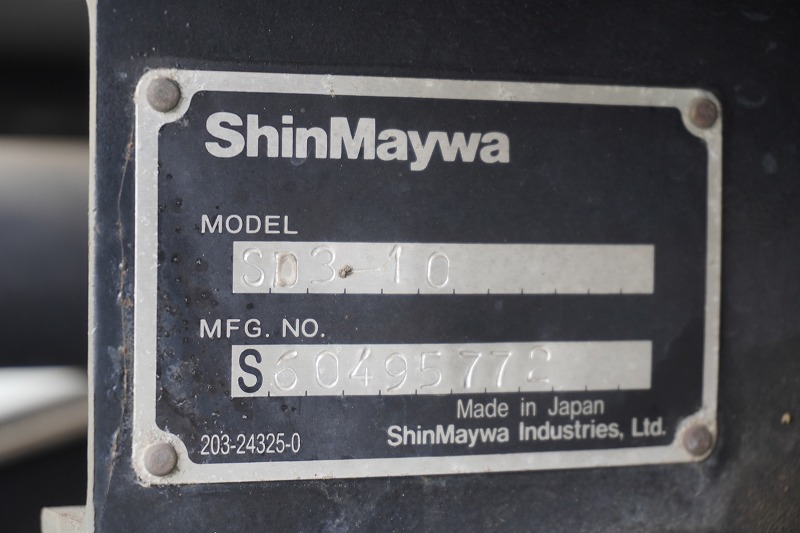 ShinMaywa
MODEL
SD3-10
MFG. NO.
S60495772
Made in Japan
203-24325-0
ShinMaywa Industries, Ltd.